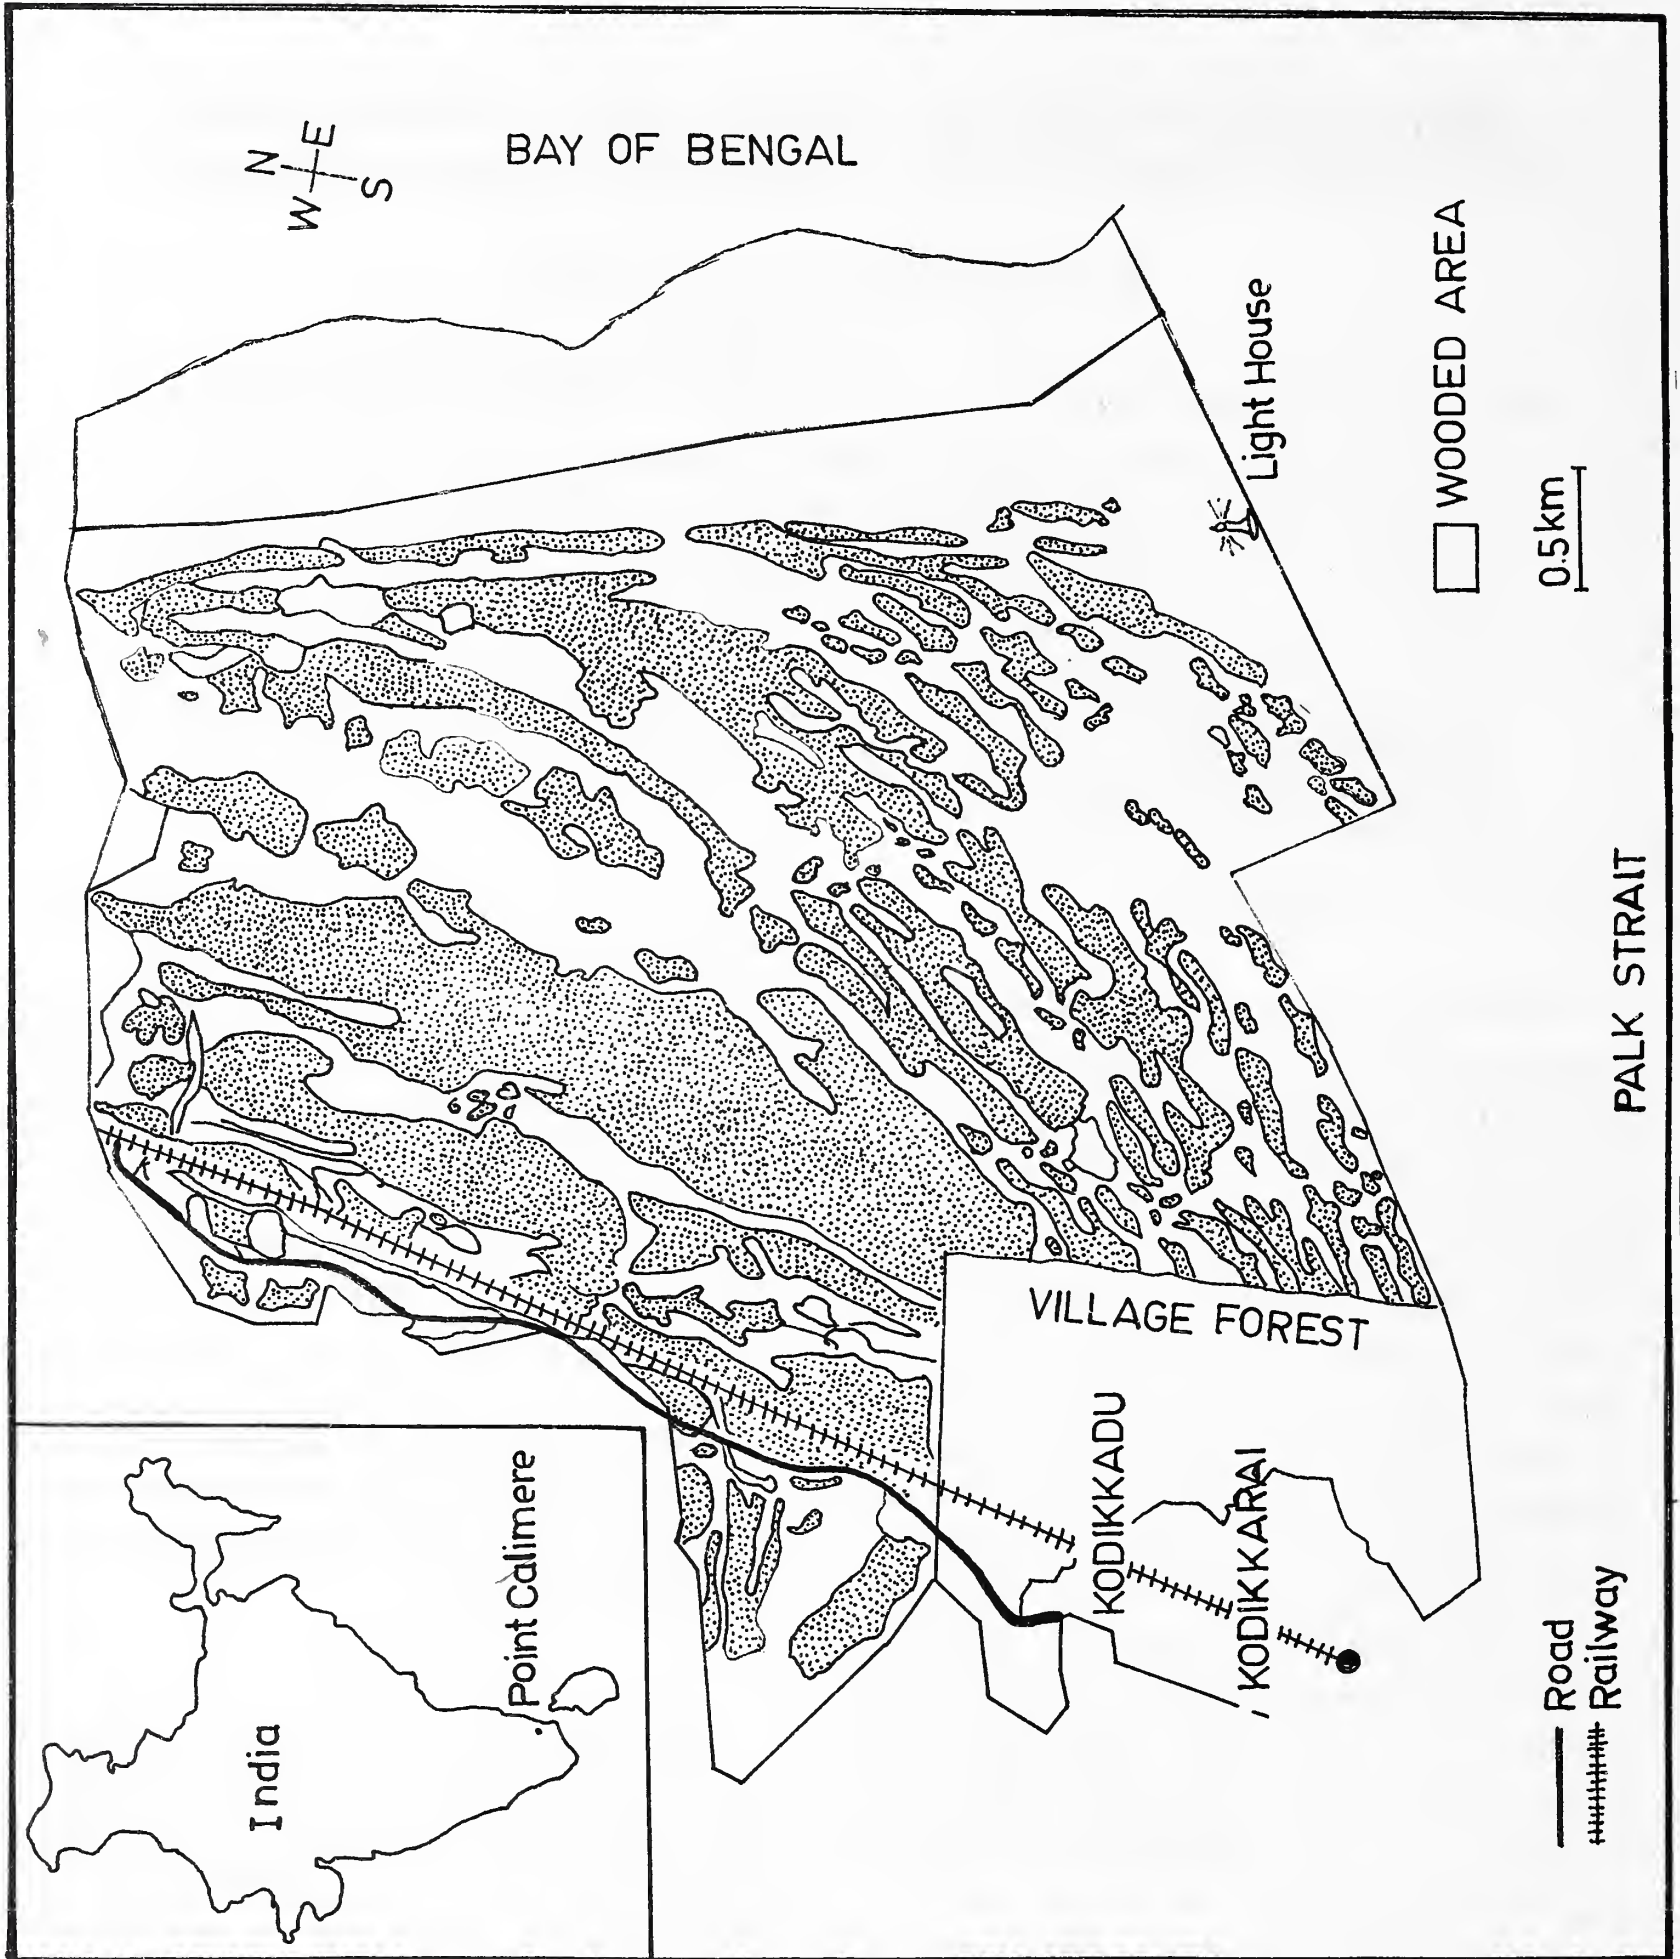 N
W E
S
BAY OF BENGAL
Light House
WOODED AREA
0.5km
PALK STRAIT
VILLAGE FOREST
KODIKKADU
KODIKKARAI
India
Point Calimere
Road
Railway